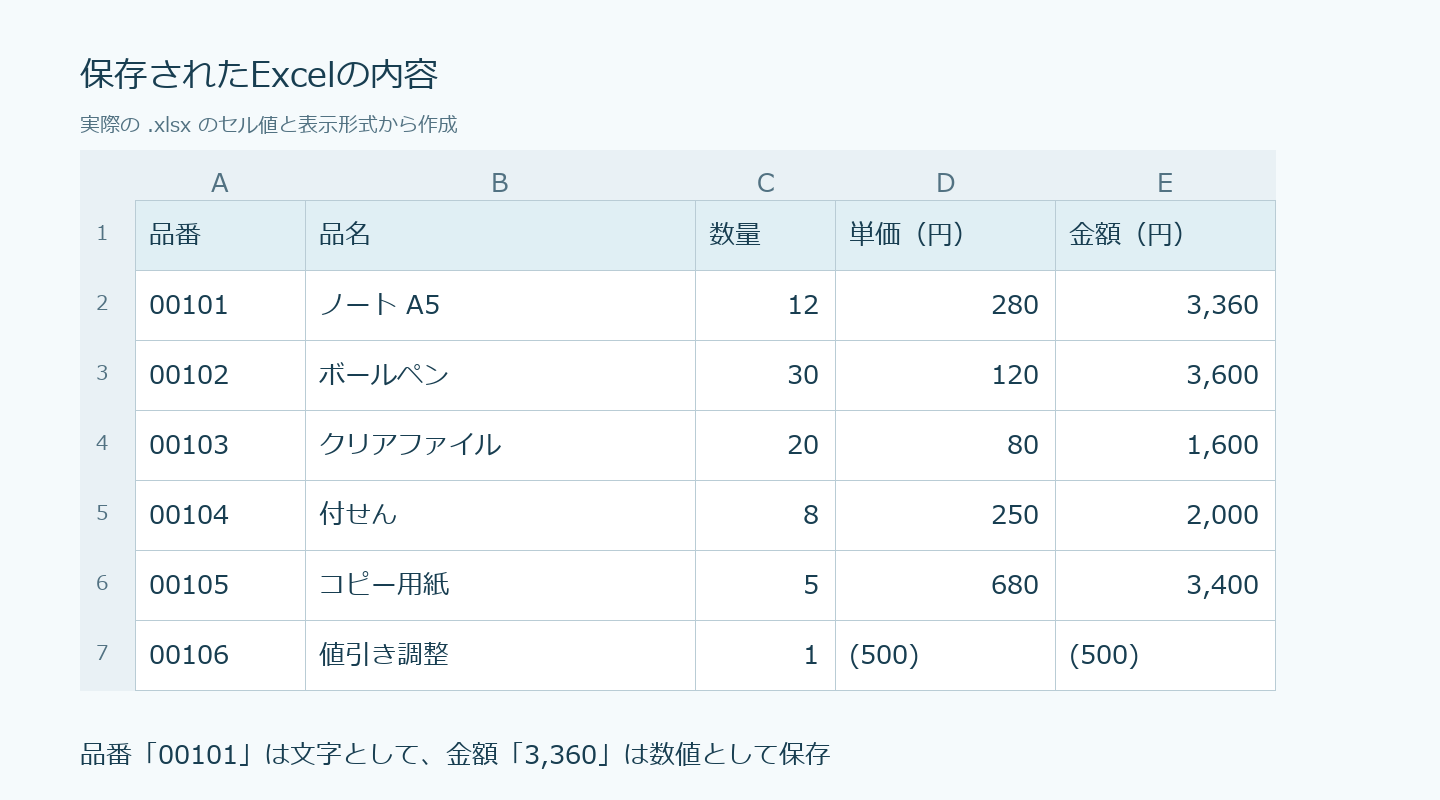 保存されたExcelの内容
実際の .xlsx のセル値と表示形式から作成
A B C D E
1 品番 品名 数量 単価（円） 金額（円）
2 00101 ノート A5 12 280 3,360
3 00102 ボールペン 30 120 3,600
4 00103 クリアファイル 20 80 1,600
5 00104 付せん 8 250 2,000
6 00105 コピー用紙 5 680 3,400
7 00106 値引き調整 1 (500) (500)
品番「00101」は文字として、金額「3,360」は数値として保存